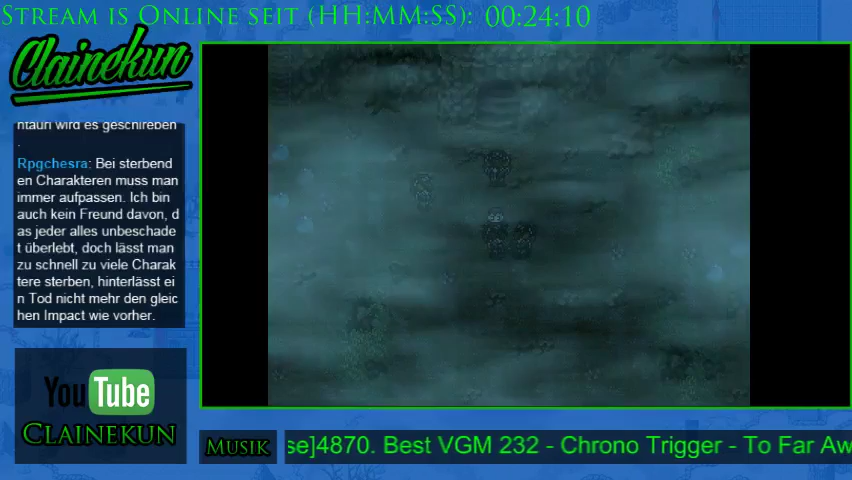 Stream is Online seit (HH:MM:SS): 00:24:10
Clainekun
ntauri wird es geschireben
.
Rpgchesra: Bei sterbend
en Charakteren muss man
immer aufpassen. Ich bin
auch kein Freund davon, d
as jeder alles unbeschade
t überlebt, doch lässt man
zu schnell zu viele Charak
tere sterben, hinterlässt ei
n Tod nicht mehr den gleic
hen Impact wie vorher.
YouTube
Clainekun
Musik
se]4870. Best VGM 232 - Chrono Trigger - To Far Aw